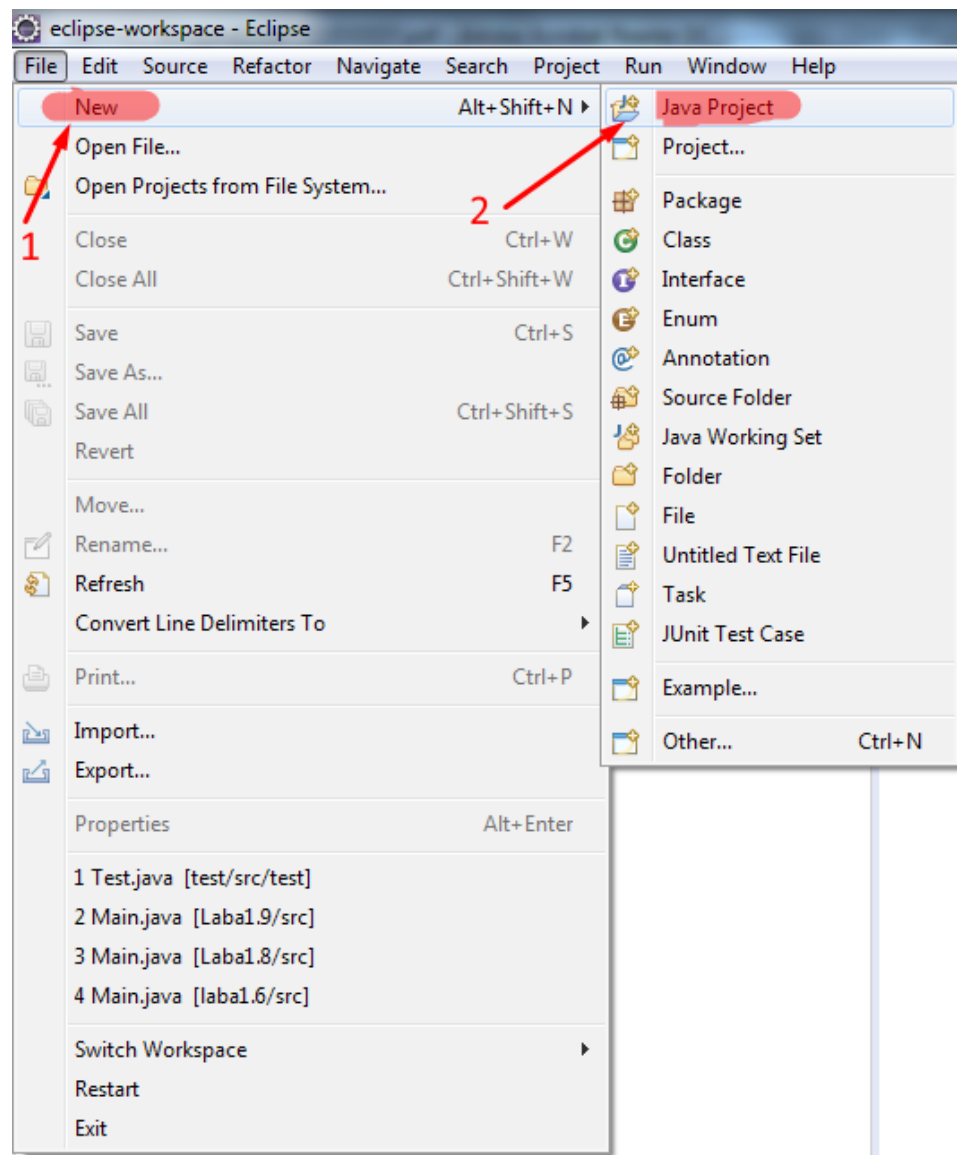 eclipse-workspace - Eclipse
File Edit Source Refactor Navigate Search Project Run Window Help
New Alt+Shift+N
Open File...
Open Projects from File System...
1
Close Ctrl+W
Close All Ctrl+Shift+W
Save Ctrl+S
Save As...
Save All Ctrl+Shift+S
Revert
Move...
Rename... F2
Refresh F5
Convert Line Delimiters To
Print... Ctrl+P
Import...
Export...
Properties Alt+Enter
1 Test.java [test/src/test]
2 Main.java [Laba1.9/src]
3 Main.java [Laba1.8/src]
4 Main.java [laba1.6/src]
Switch Workspace
Restart
Exit
2
Java Project
Project...
Package
Class
Interface
Enum
Annotation
Source Folder
Java Working Set
Folder
File
Untitled Text File
Task
JUnit Test Case
Example...
Other... Ctrl+N